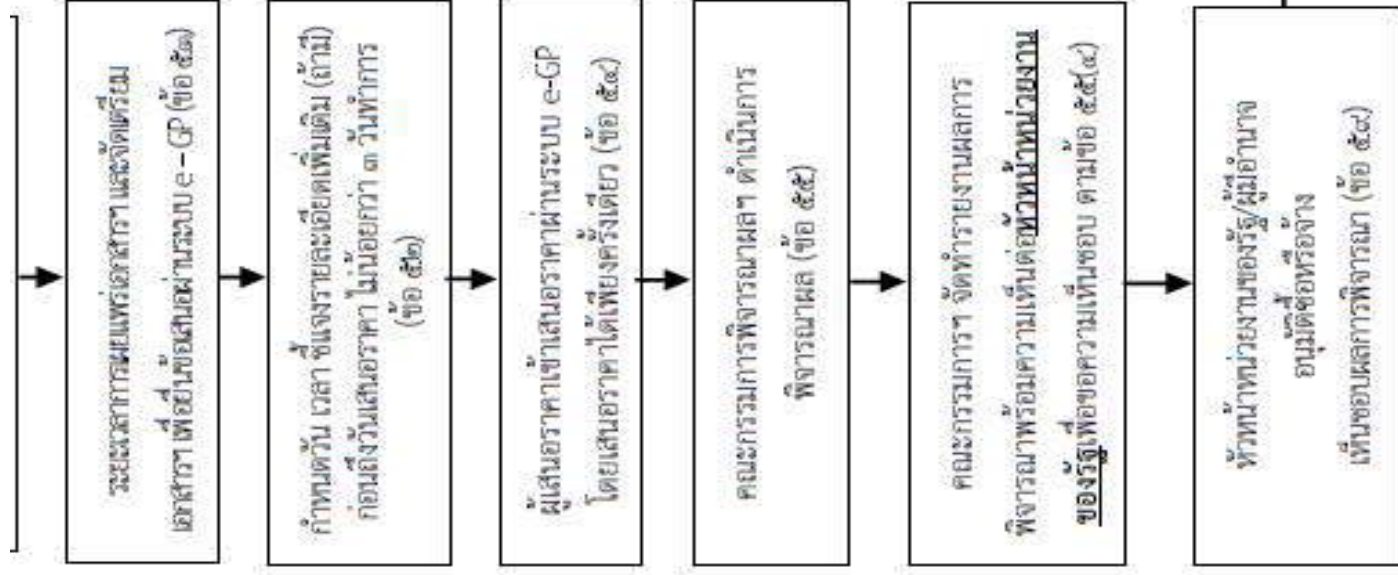 ระยะเวลาการเผยแพร่เอกสารฯ และจัดเตรียม
เอกสารฯ เพื่อยื่นข้อเสนอผ่านระบบ e – GP (ข้อ ๕๑)
กำหนดวัน เวลา ชี้แจงรายละเอียดเพิ่มเติม (ถ้ามี)
ก่อนถึงวันเสนอราคา ไม่น้อยกว่า ๓ วันทำการ
(ข้อ ๕๒)
ผู้เสนอราคาเข้าเสนอราคาผ่านระบบ e-GP
โดยเสนอราคาได้เพียงครั้งเดียว (ข้อ ๕๔)
คณะกรรมการพิจารณาผลฯ ดำเนินการ
พิจารณาผล (ข้อ ๕๕)
คณะกรรมการฯ จัดทำรายงานผลการ
พิจารณาพร้อมความเห็นต่อหัวหน้าหน่วยงาน
ของรัฐเพื่อขอความเห็นชอบ ตามข้อ ๕๕(๔)
หัวหน้าหน่วยงานของรัฐ/ผู้มีอำนาจ
อนุมัติซื้อหรือจ้าง
เห็นชอบผลการพิจารณา (ข้อ ๕๙)